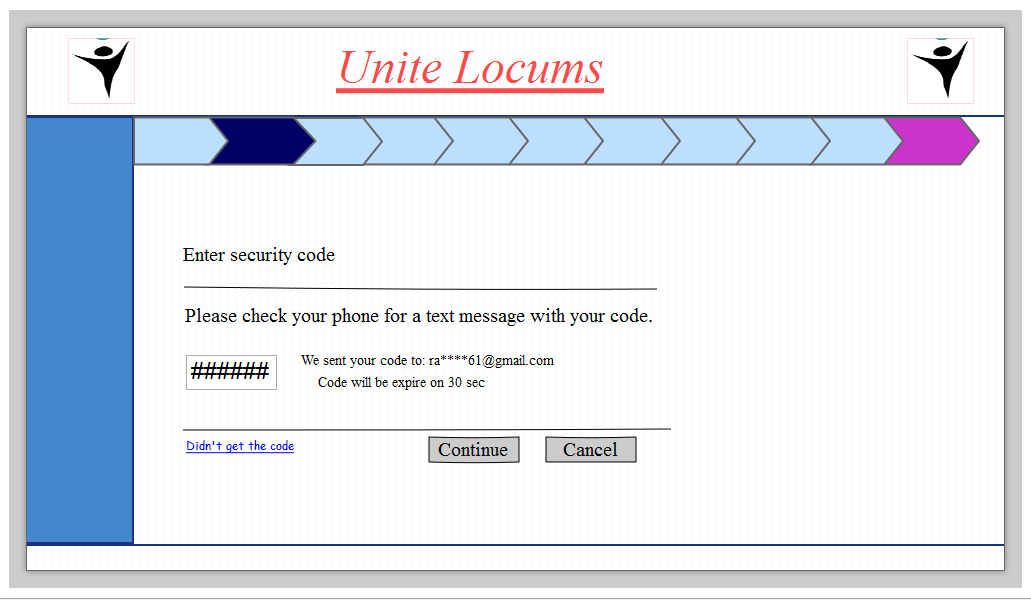 Unite Locums
Enter security code
Please check your phone for a text message with your code.
######
We sent your code to: ra****61@gmail.com
Code will be expire on 30 sec
Didn't get the code
Continue
Cancel